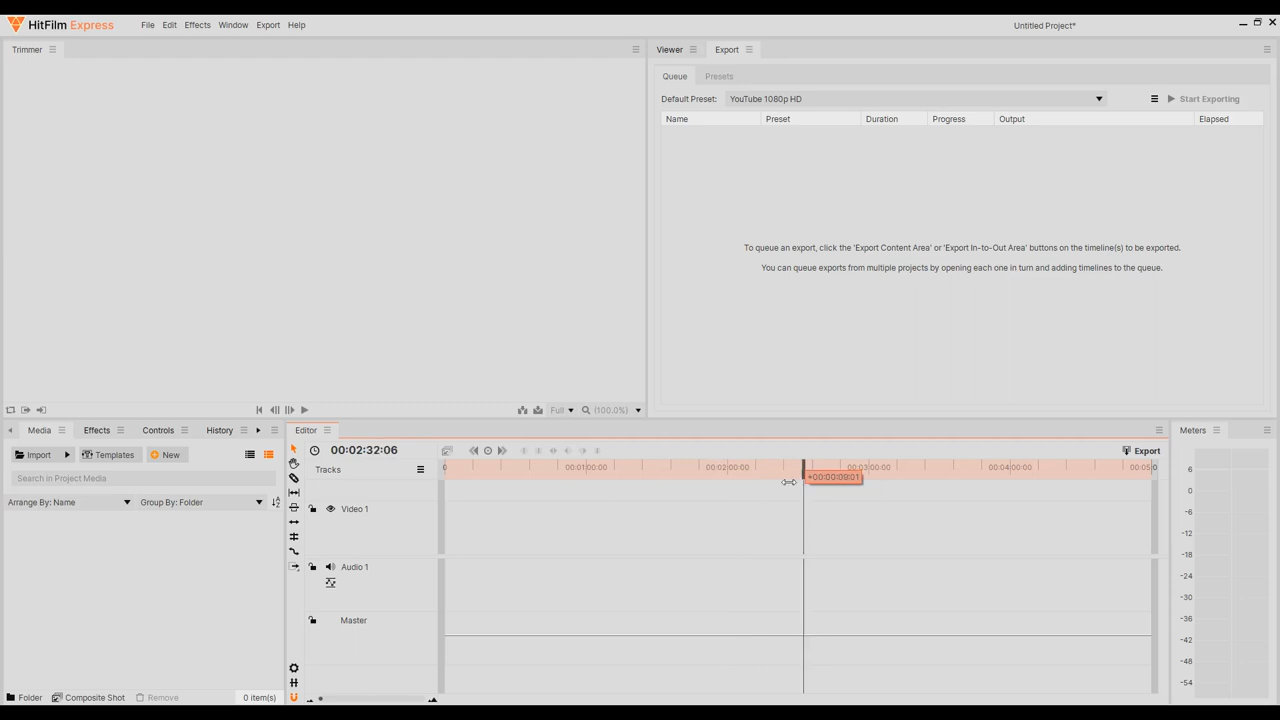 HitFilm Express File Edit Effects Window Export Help Untitled Project*
Trimmer
Viewer Export
Queue Presets
Default Preset: YouTube 1080p HD Start Exporting
Name Preset Duration Progress Output Elapsed
To queue an export, click the 'Export Content Area' or 'Export In-to-Out Area' buttons on the timeline(s) to be exported.
You can queue exports from multiple projects by opening each one in turn and adding timelines to the queue.
Full (100.0%)
Media Effects Controls History
Import Templates New
Search in Project Media
Arrange By: Name Group By: Folder
Folder Composite Shot Remove 0 item(s)
Editor
00:02:32:06 Export
Tracks 0 00:01:00:00 00:02:00:00 00:03:00:00 00:04:00:00 00:05:0
+00:00:09:01
Video 1
Audio 1
Master
Meters
6
0
-6
-12
-18
-24
-30
-36
-42
-48
-54